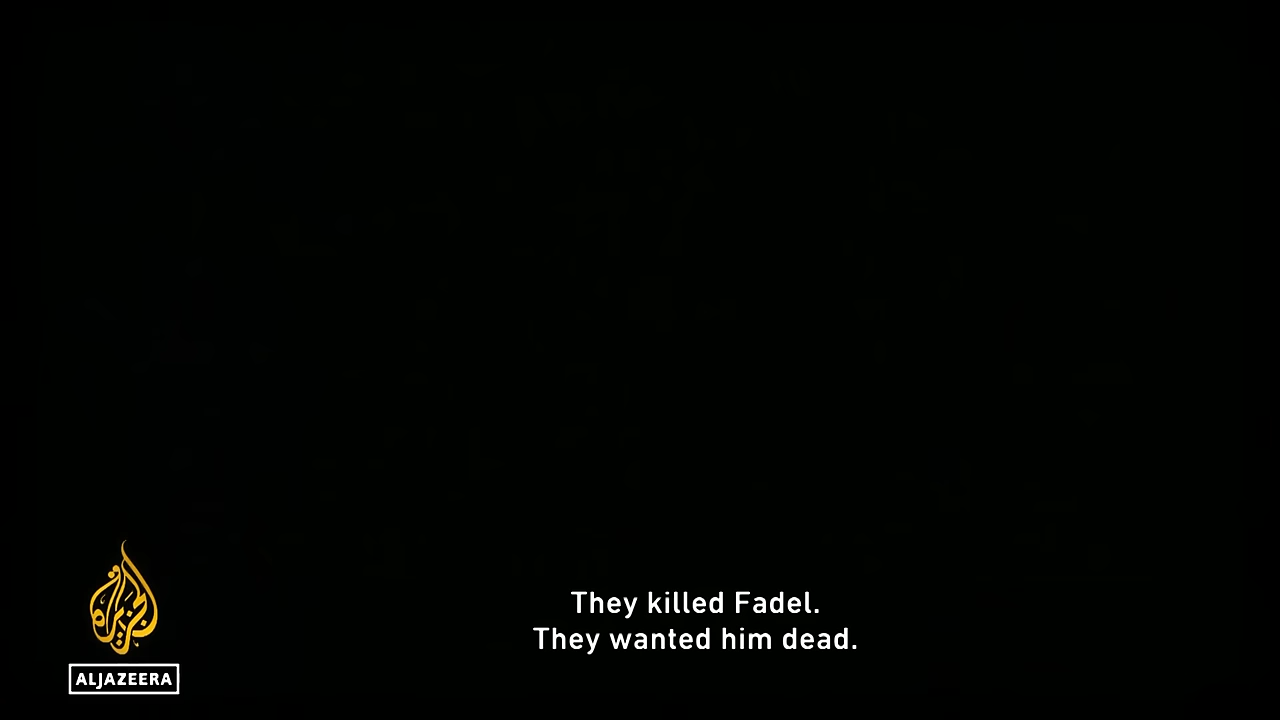 They killed Fadel.
They wanted him dead.
الجزيرة
ALJAZEERA